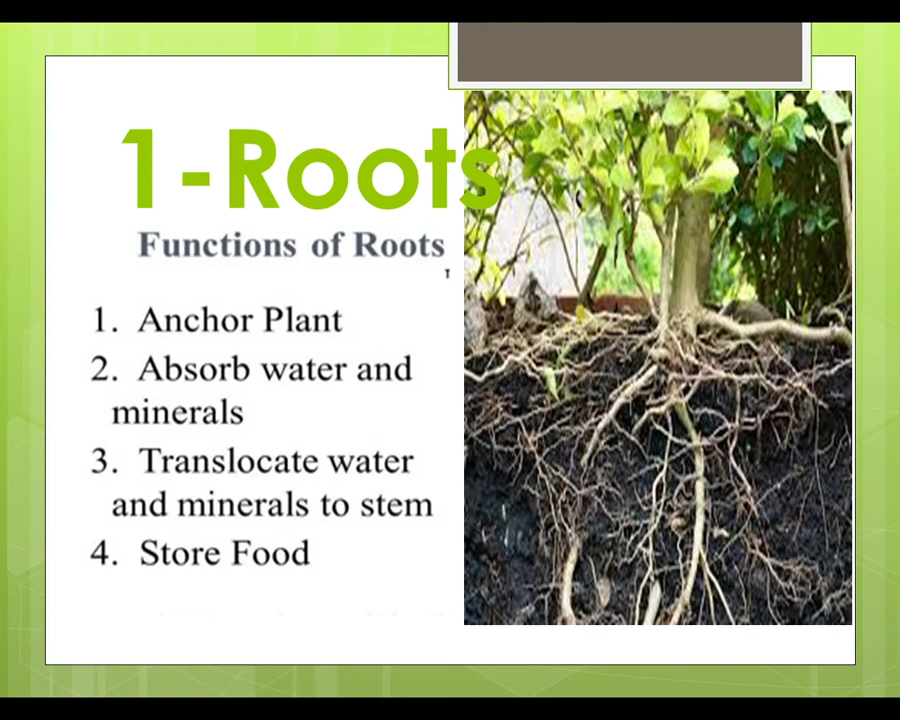 1-Roots
Functions of Roots
1. Anchor Plant
2. Absorb water and
minerals
3. Translocate water
and minerals to stem
4. Store Food